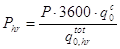 P_{hr} = \frac{P \cdot 3600 \cdot q_0^c}{q_{0,hr}^{tot}}